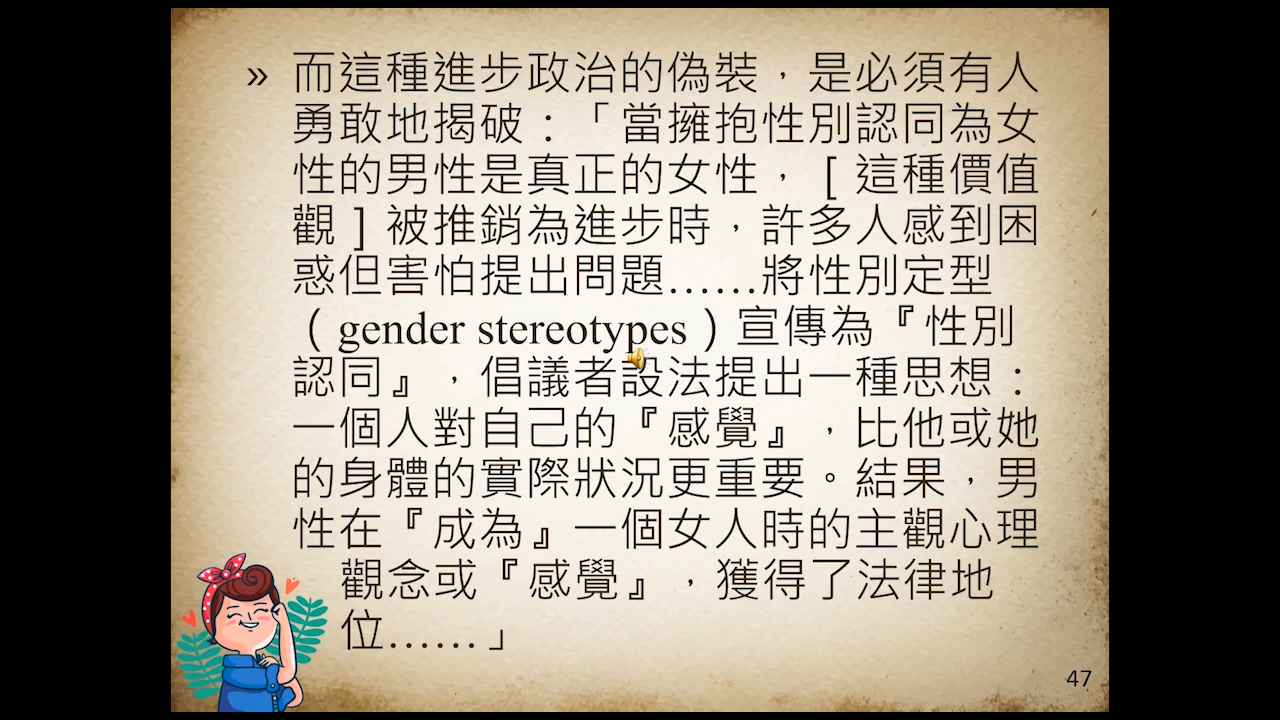 » 而這種進步政治的偽裝，是必須有人
勇敢地揭破：「當擁抱性別認同為女
性的男性是真正的女性，［這種價值
觀］被推銷為進步時，許多人感到困
惑但害怕提出問題……將性別定型
（gender stereotypes）宣傳為『性別
認同』，倡議者設法提出一種思想：
一個人對自己的『感覺』，比他或她
的身體的實際狀況更重要。結果，男
性在『成為』一個女人時的主觀心理
觀念或『感覺』，獲得了法律地
位……」
47